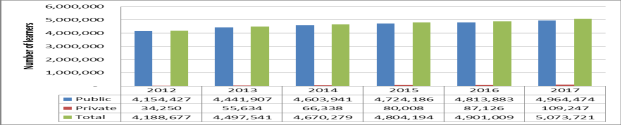 6,000,000
5,000,000
4,000,000
3,000,000
2,000,000
1,000,000
-
Number of learners
2012 2013 2014 2015 2016 2017
Public 4,154,427 4,441,907 4,603,941 4,724,186 4,813,883 4,964,474
Private 34,250 55,634 66,338 80,008 87,126 109,247
Total 4,188,677 4,497,541 4,670,279 4,804,194 4,901,009 5,073,721